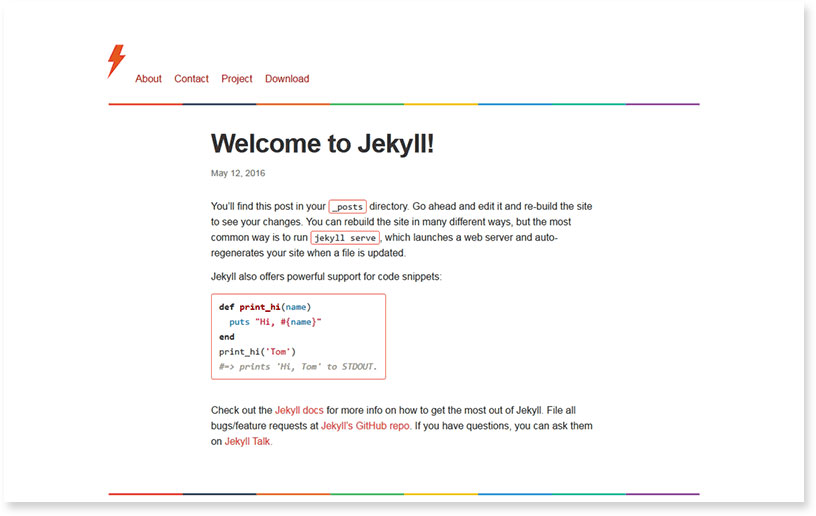 About Contact Project Download
Welcome to Jekyll!
May 12, 2016
You'll find this post in your _posts directory. Go ahead and edit it and re-build the site
to see your changes. You can rebuild the site in many different ways, but the most
common way is to run jekyll serve, which launches a web server and auto-
regenerates your site when a file is updated.
Jekyll also offers powerful support for code snippets:
def print_hi(name)
  puts "Hi, #{name}"
end
print_hi('Tom')
#=> prints 'Hi, Tom' to STDOUT.
Check out the Jekyll docs for more info on how to get the most out of Jekyll. File all
bugs/feature requests at Jekyll's GitHub repo. If you have questions, you can ask them
on Jekyll Talk.